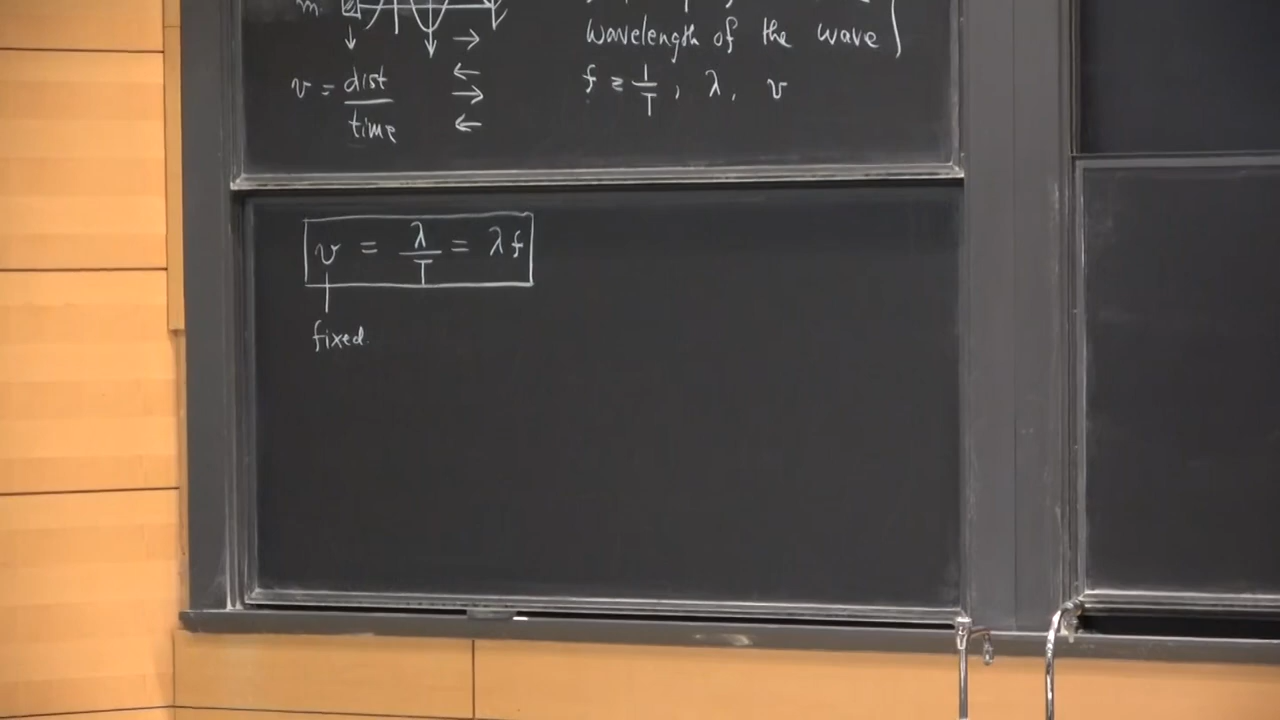 m.
wavelength of the wave
v = dist / time
f = 1/T, λ, v
v = λ/T = λf
fixed.